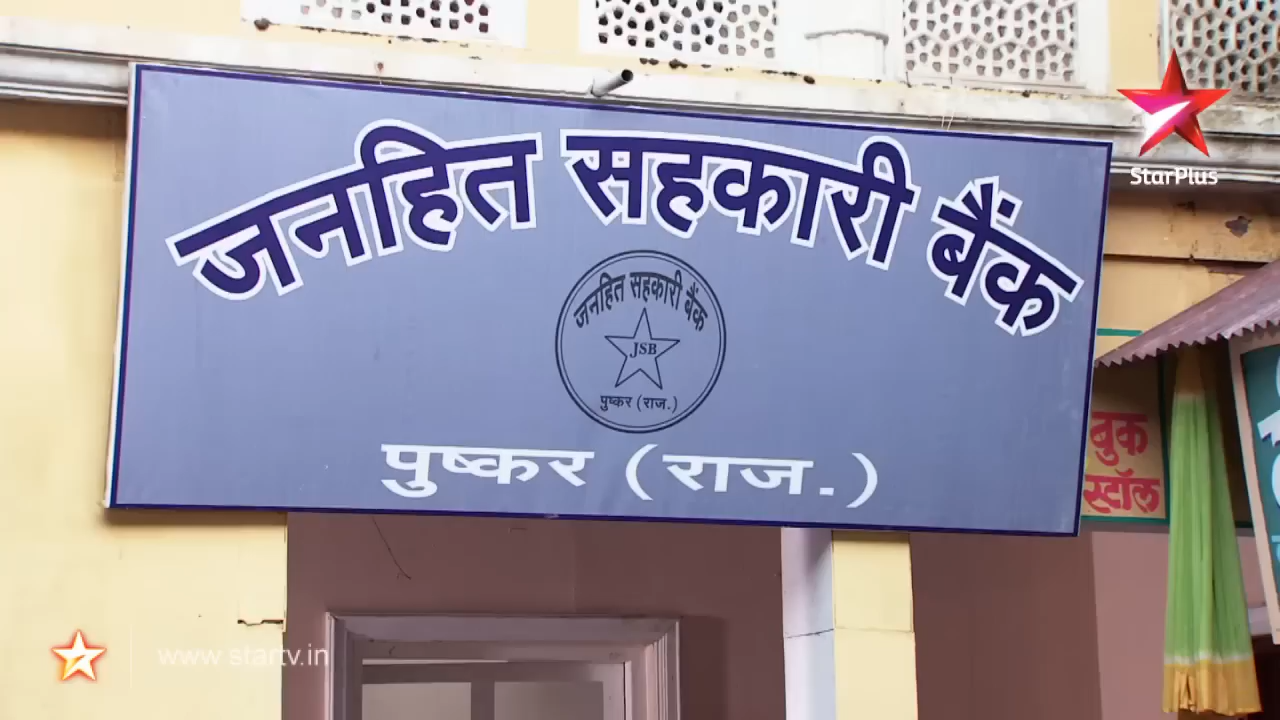 जनहित सहकारी बैंक
StarPlus
जनहित सहकारी बैंक
JSB
पुष्कर (राज.)
पुष्कर (राज.)
बुक
स्टॉल
www.startv.in